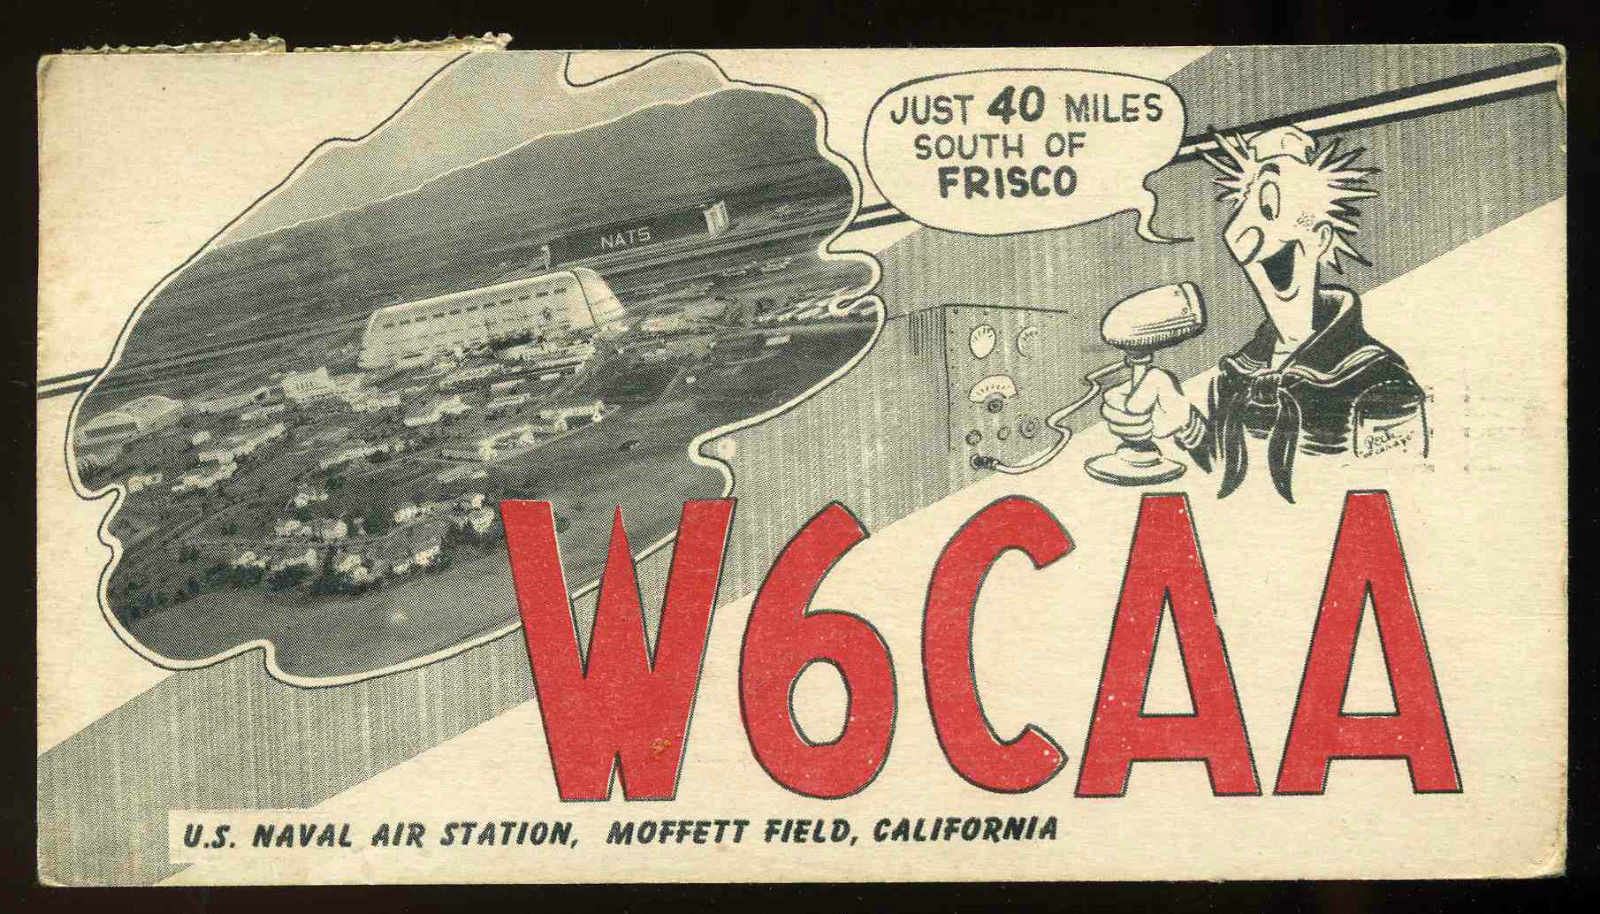 JUST 40 MILES
SOUTH OF
FRISCO
NATS
W6CAA
U.S. NAVAL AIR STATION, MOFFETT FIELD, CALIFORNIA